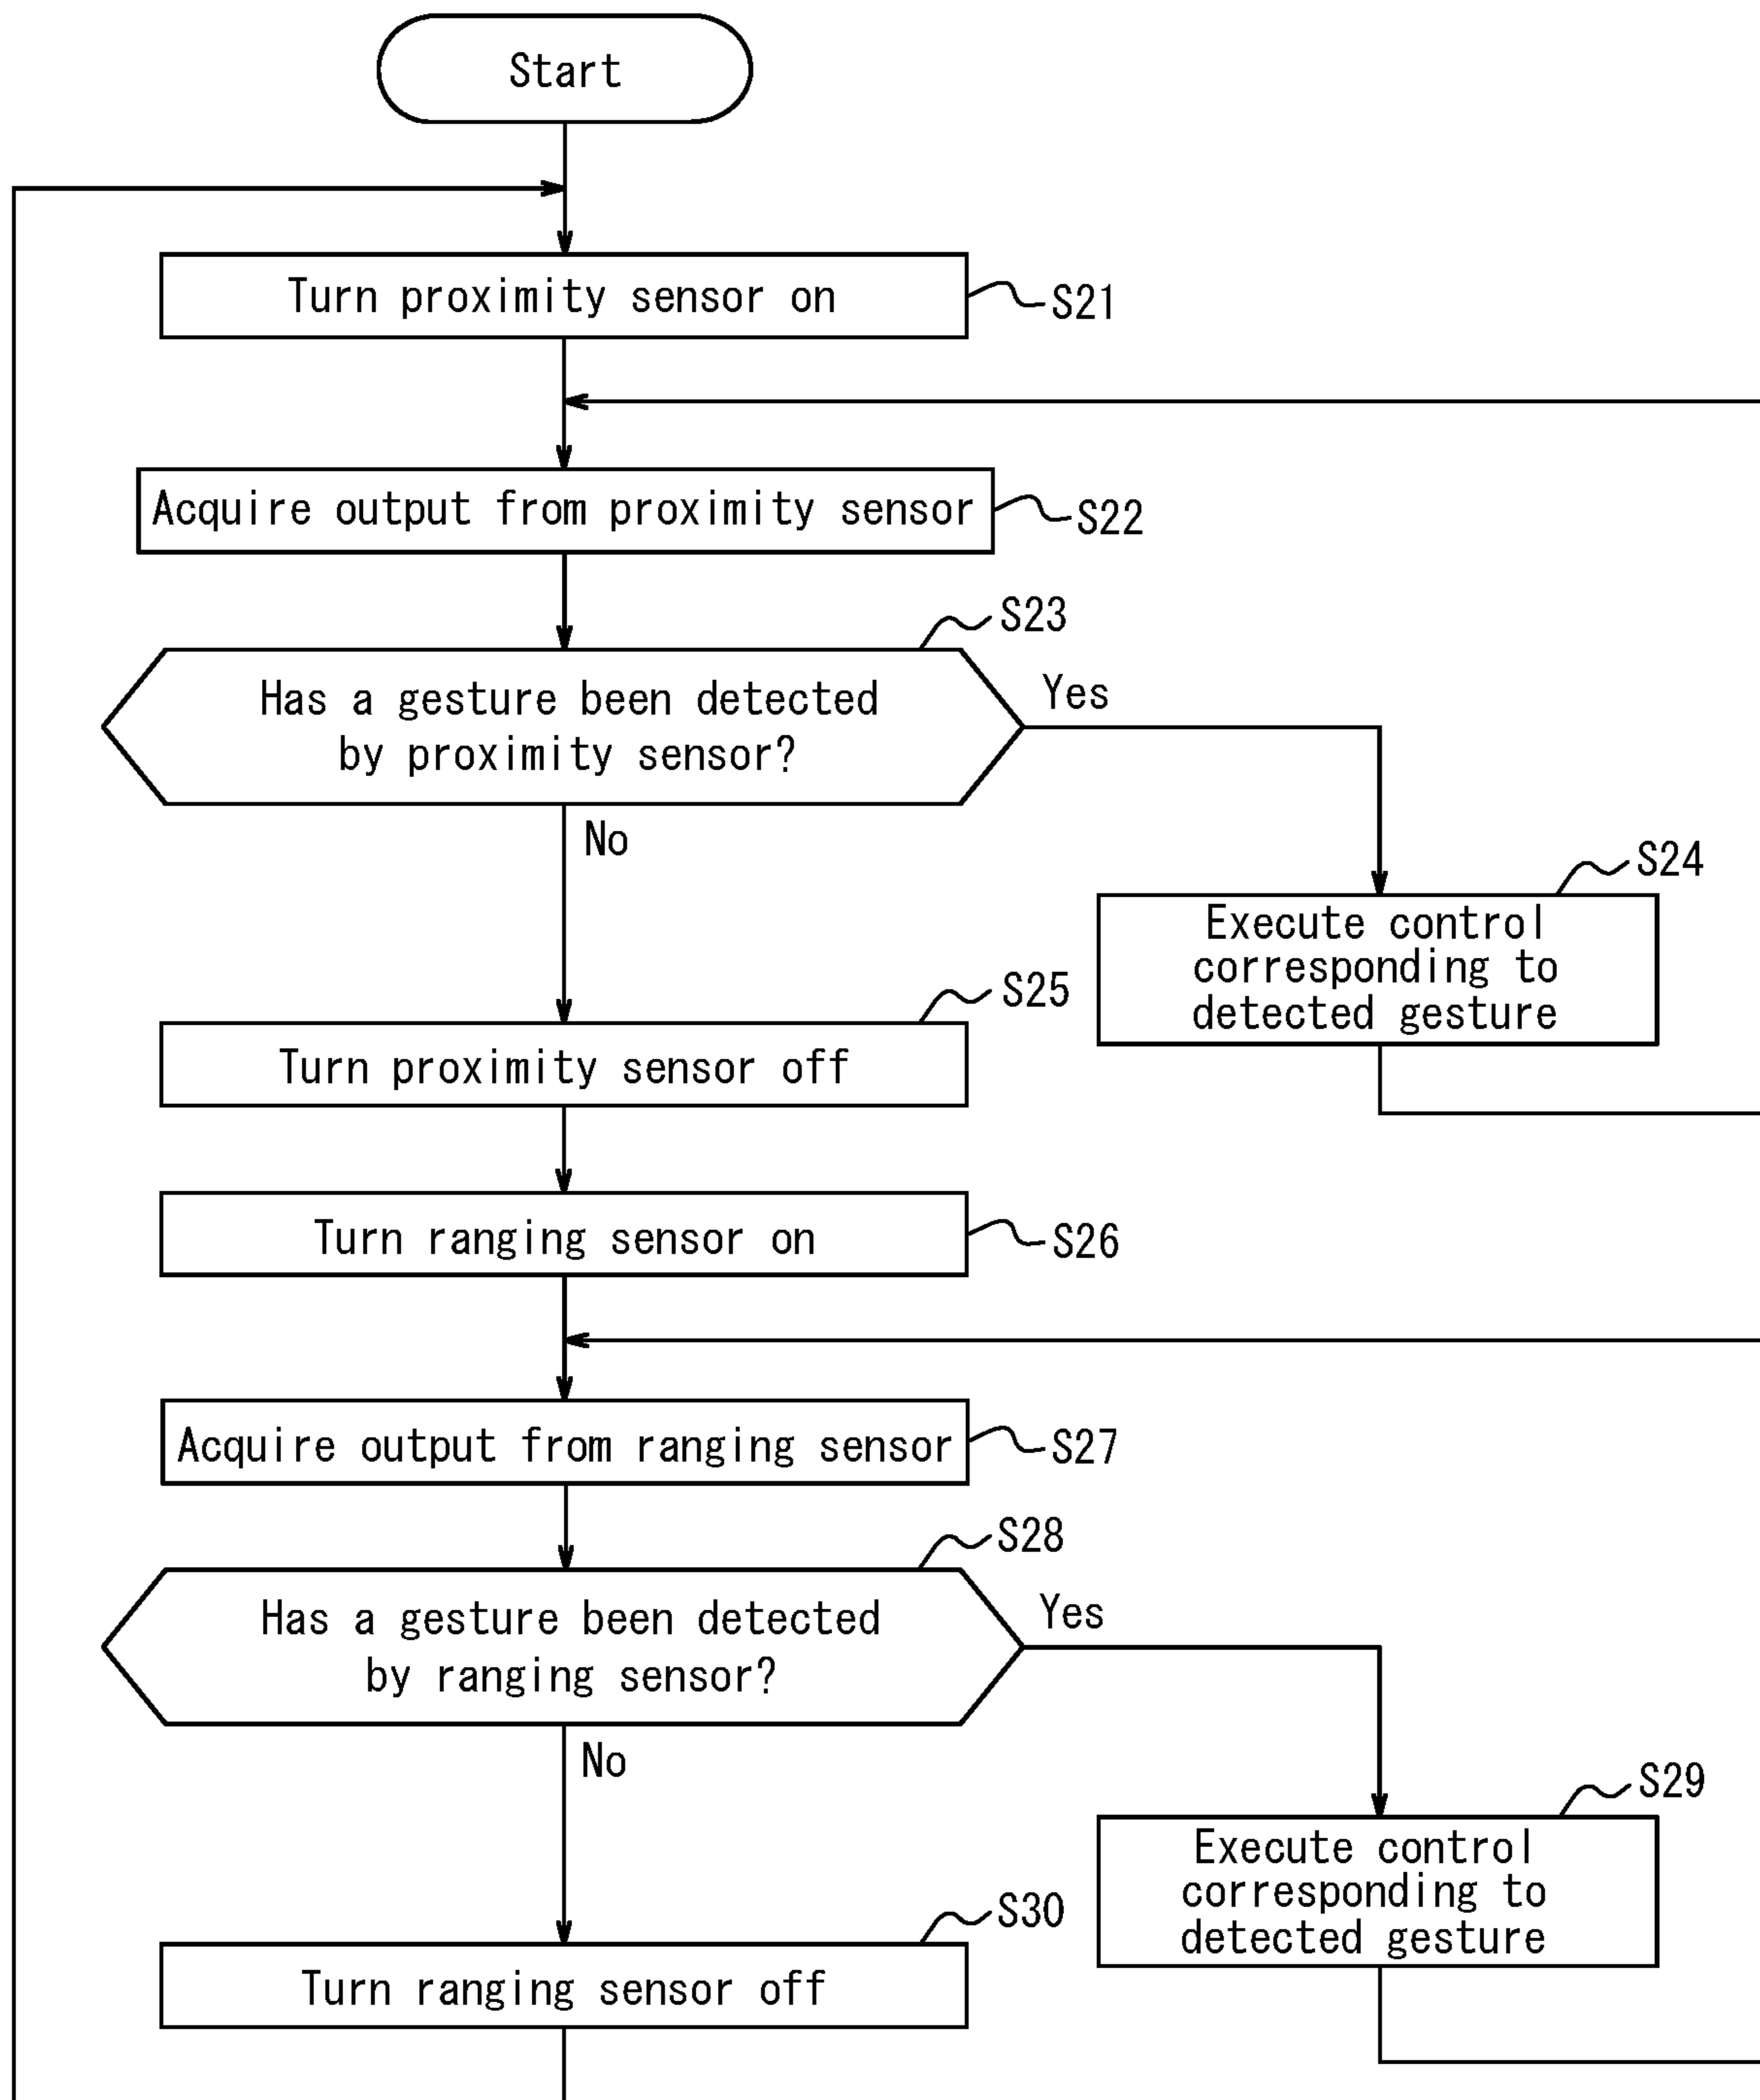 Start
Turn proximity sensor on
S21
Acquire output from proximity sensor
S22
S23
Has a gesture been detected
by proximity sensor?
Yes
No
S24
Execute control
corresponding to
detected gesture
S25
Turn proximity sensor off
Turn ranging sensor on
S26
Acquire output from ranging sensor
S27
S28
Has a gesture been detected
by ranging sensor?
Yes
No
S29
Execute control
corresponding to
detected gesture
S30
Turn ranging sensor off